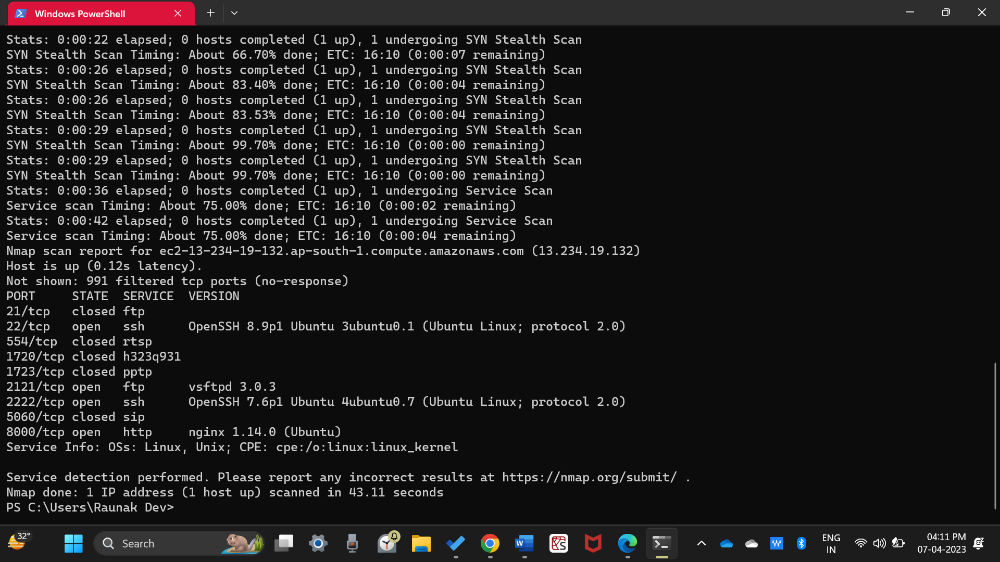 Windows PowerShell
Stats: 0:00:22 elapsed; 0 hosts completed (1 up), 1 undergoing SYN Stealth Scan
SYN Stealth Scan Timing: About 66.70% done; ETC: 16:10 (0:00:07 remaining)
Stats: 0:00:26 elapsed; 0 hosts completed (1 up), 1 undergoing SYN Stealth Scan
SYN Stealth Scan Timing: About 83.40% done; ETC: 16:10 (0:00:04 remaining)
Stats: 0:00:26 elapsed; 0 hosts completed (1 up), 1 undergoing SYN Stealth Scan
SYN Stealth Scan Timing: About 83.53% done; ETC: 16:10 (0:00:04 remaining)
Stats: 0:00:29 elapsed; 0 hosts completed (1 up), 1 undergoing SYN Stealth Scan
SYN Stealth Scan Timing: About 99.70% done; ETC: 16:10 (0:00:00 remaining)
Stats: 0:00:29 elapsed; 0 hosts completed (1 up), 1 undergoing SYN Stealth Scan
SYN Stealth Scan Timing: About 99.70% done; ETC: 16:10 (0:00:00 remaining)
Stats: 0:00:36 elapsed; 0 hosts completed (1 up), 1 undergoing Service Scan
Service scan Timing: About 75.00% done; ETC: 16:10 (0:00:02 remaining)
Stats: 0:00:42 elapsed; 0 hosts completed (1 up), 1 undergoing Service Scan
Service scan Timing: About 75.00% done; ETC: 16:10 (0:00:04 remaining)
Nmap scan report for ec2-13-234-19-132.ap-south-1.compute.amazonaws.com (13.234.19.132)
Host is up (0.12s latency).
Not shown: 991 filtered tcp ports (no-response)
PORT     STATE  SERVICE  VERSION
21/tcp   closed ftp
22/tcp   open   ssh      OpenSSH 8.9p1 Ubuntu 3ubuntu0.1 (Ubuntu Linux; protocol 2.0)
554/tcp  closed rtsp
1720/tcp closed h323q931
1723/tcp closed pptp
2121/tcp open   ftp      vsftpd 3.0.3
2222/tcp open   ssh      OpenSSH 7.6p1 Ubuntu 4ubuntu0.7 (Ubuntu Linux; protocol 2.0)
5060/tcp closed sip
8000/tcp open   http     nginx 1.14.0 (Ubuntu)
Service Info: OSs: Linux, Unix; CPE: cpe:/o:linux:linux_kernel
Service detection performed. Please report any incorrect results at https://nmap.org/submit/ .
Nmap done: 1 IP address (1 host up) scanned in 43.11 seconds
PS C:\Users\Raunak Dev>
32°
Search
ENG
IN
04:11 PM
07-04-2023